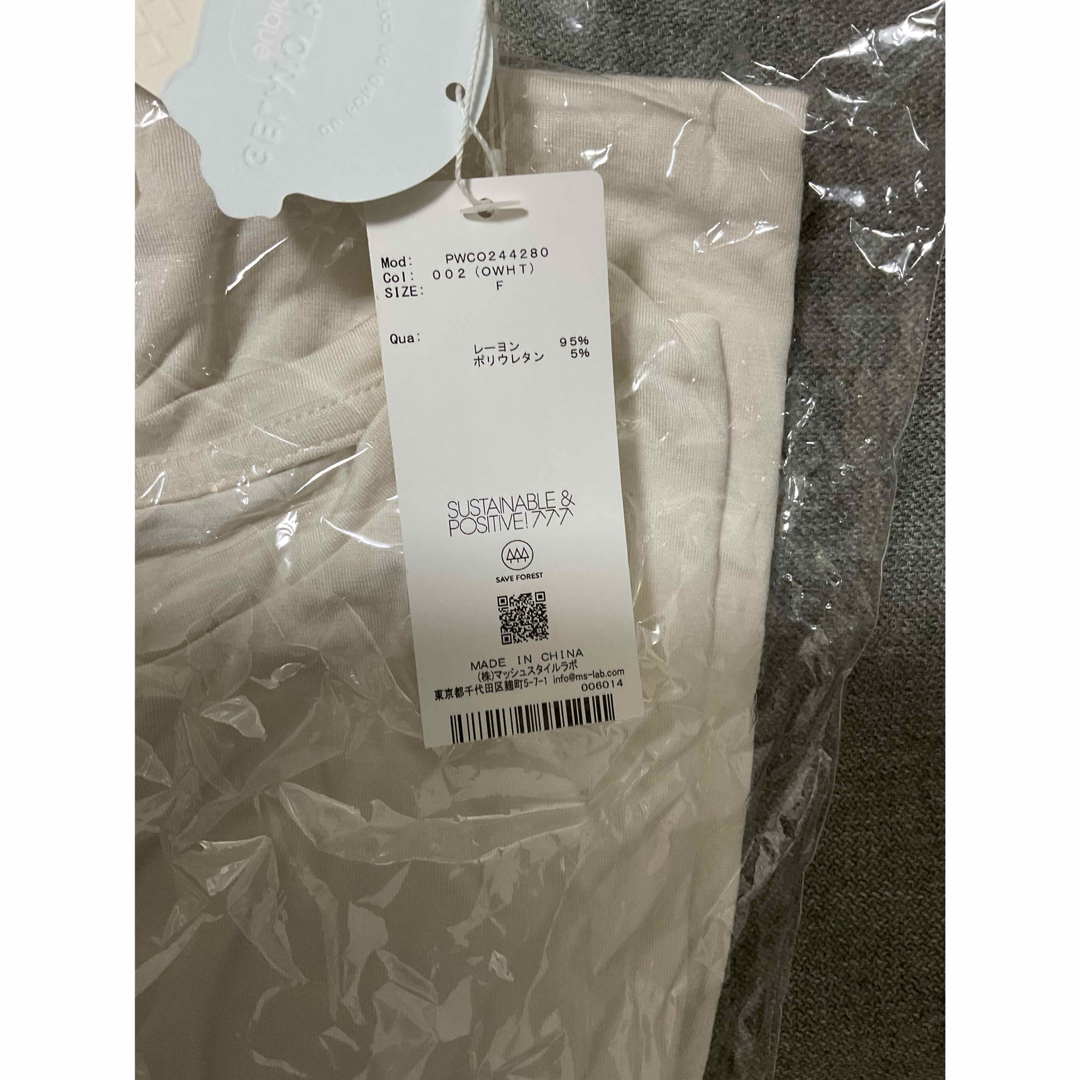 Mod: PWCO244280
Col: 002(OWHT)
SIZE: F
Qua: レーヨン 95%
ポリウレタン 5%
SUSTAINABLE &
POSITIVE!
SAVE FOREST
MADE IN CHINA
(株)マッシュスタイルラボ
東京都千代田区麹町5-7-1 info@ms-lab.com
006014